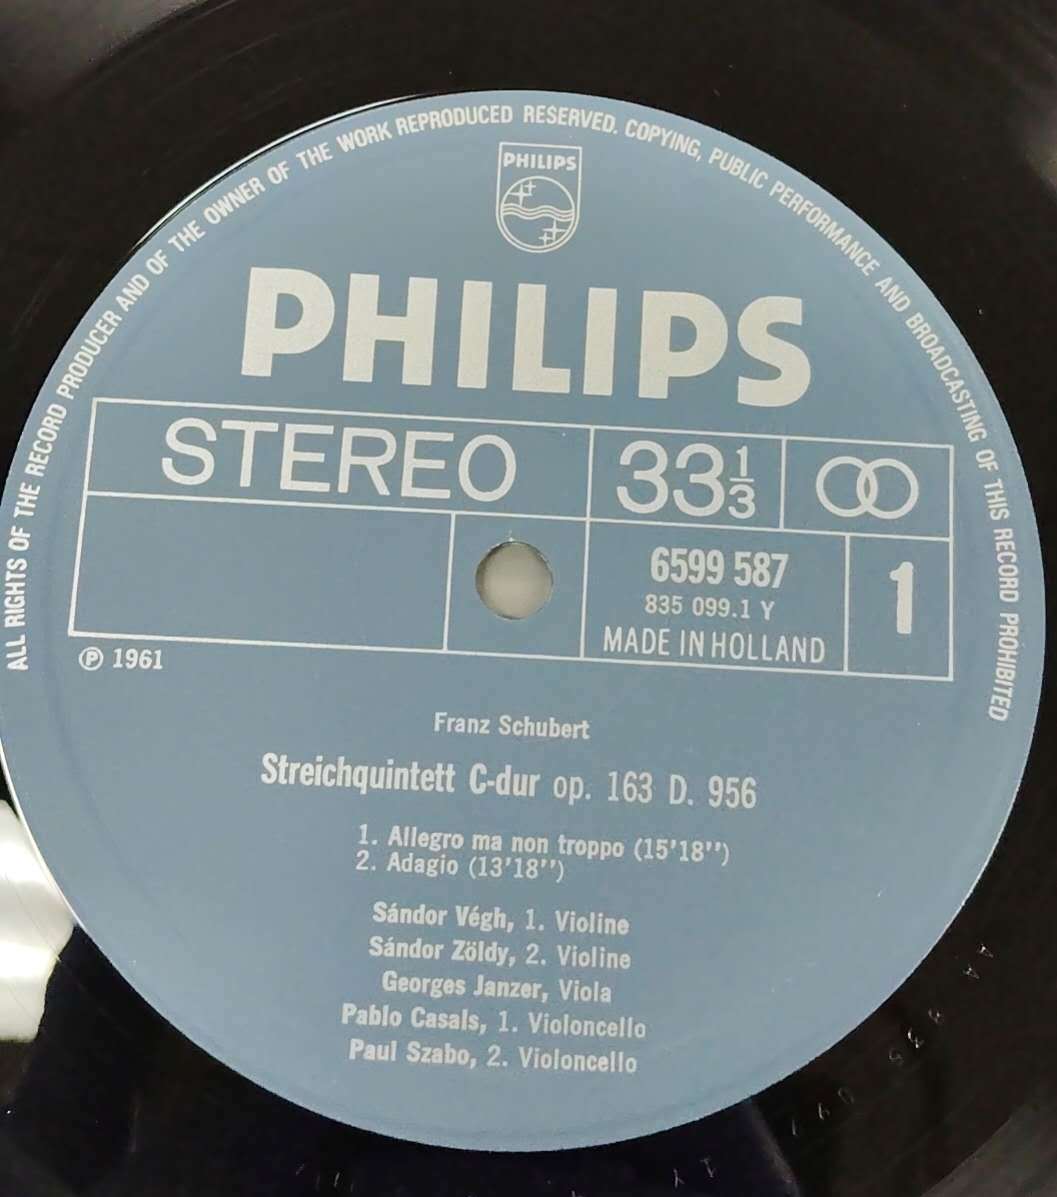 ALL RIGHTS OF THE RECORD PRODUCER AND OF THE OWNER OF THE WORK REPRODUCED RESERVED. COPYING, PUBLIC PERFORMANCE AND BROADCASTING OF THIS RECORD PROHIBITED
PHILIPS
PHILIPS
STEREO 33 1/3
6599 587
835 099.1 Y
MADE IN HOLLAND
1
℗ 1961
Franz Schubert
Streichquintett C-dur op. 163 D. 956
1. Allegro ma non troppo (15'18'')
2. Adagio (13'18'')
Sándor Végh, 1. Violine
Sándor Zöldy, 2. Violine
Georges Janzer, Viola
Pablo Casals, 1. Violoncello
Paul Szabo, 2. Violoncello